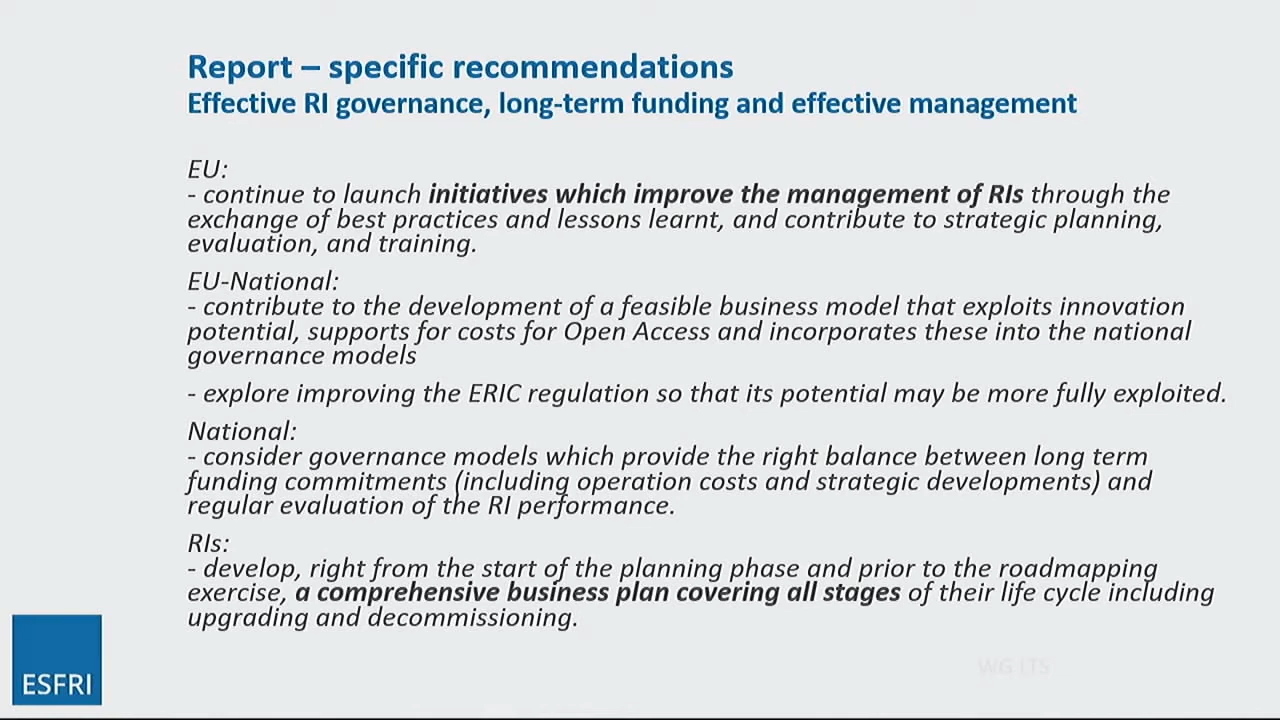 Report – specific recommendations
Effective RI governance, long-term funding and effective management
EU:
- continue to launch initiatives which improve the management of RIs through the
exchange of best practices and lessons learnt, and contribute to strategic planning,
evaluation, and training.
EU-National:
- contribute to the development of a feasible business model that exploits innovation
potential, supports for costs for Open Access and incorporates these into the national
governance models
- explore improving the ERIC regulation so that its potential may be more fully exploited.
National:
- consider governance models which provide the right balance between long term
funding commitments (including operation costs and strategic developments) and
regular evaluation of the RI performance.
RIs:
- develop, right from the start of the planning phase and prior to the roadmapping
exercise, a comprehensive business plan covering all stages of their life cycle including
upgrading and decommissioning.
ESFRI
WG LTS